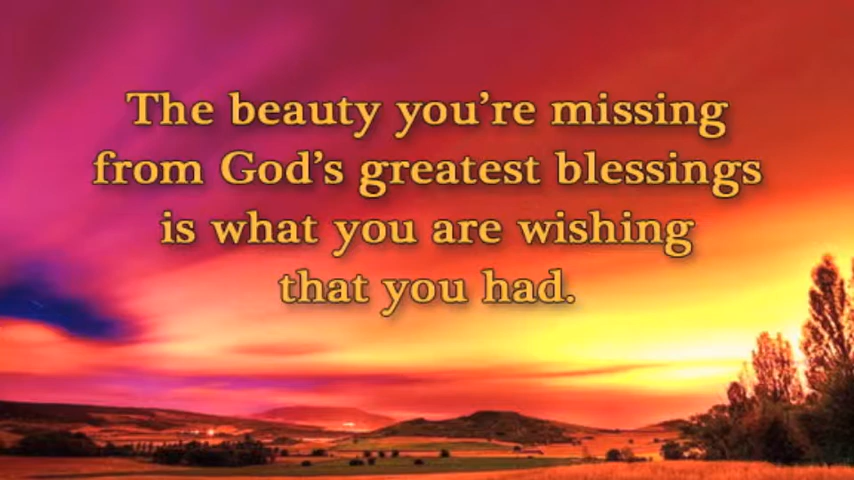 The beauty you’re missing
from God’s greatest blessings
is what you are wishing
that you had.